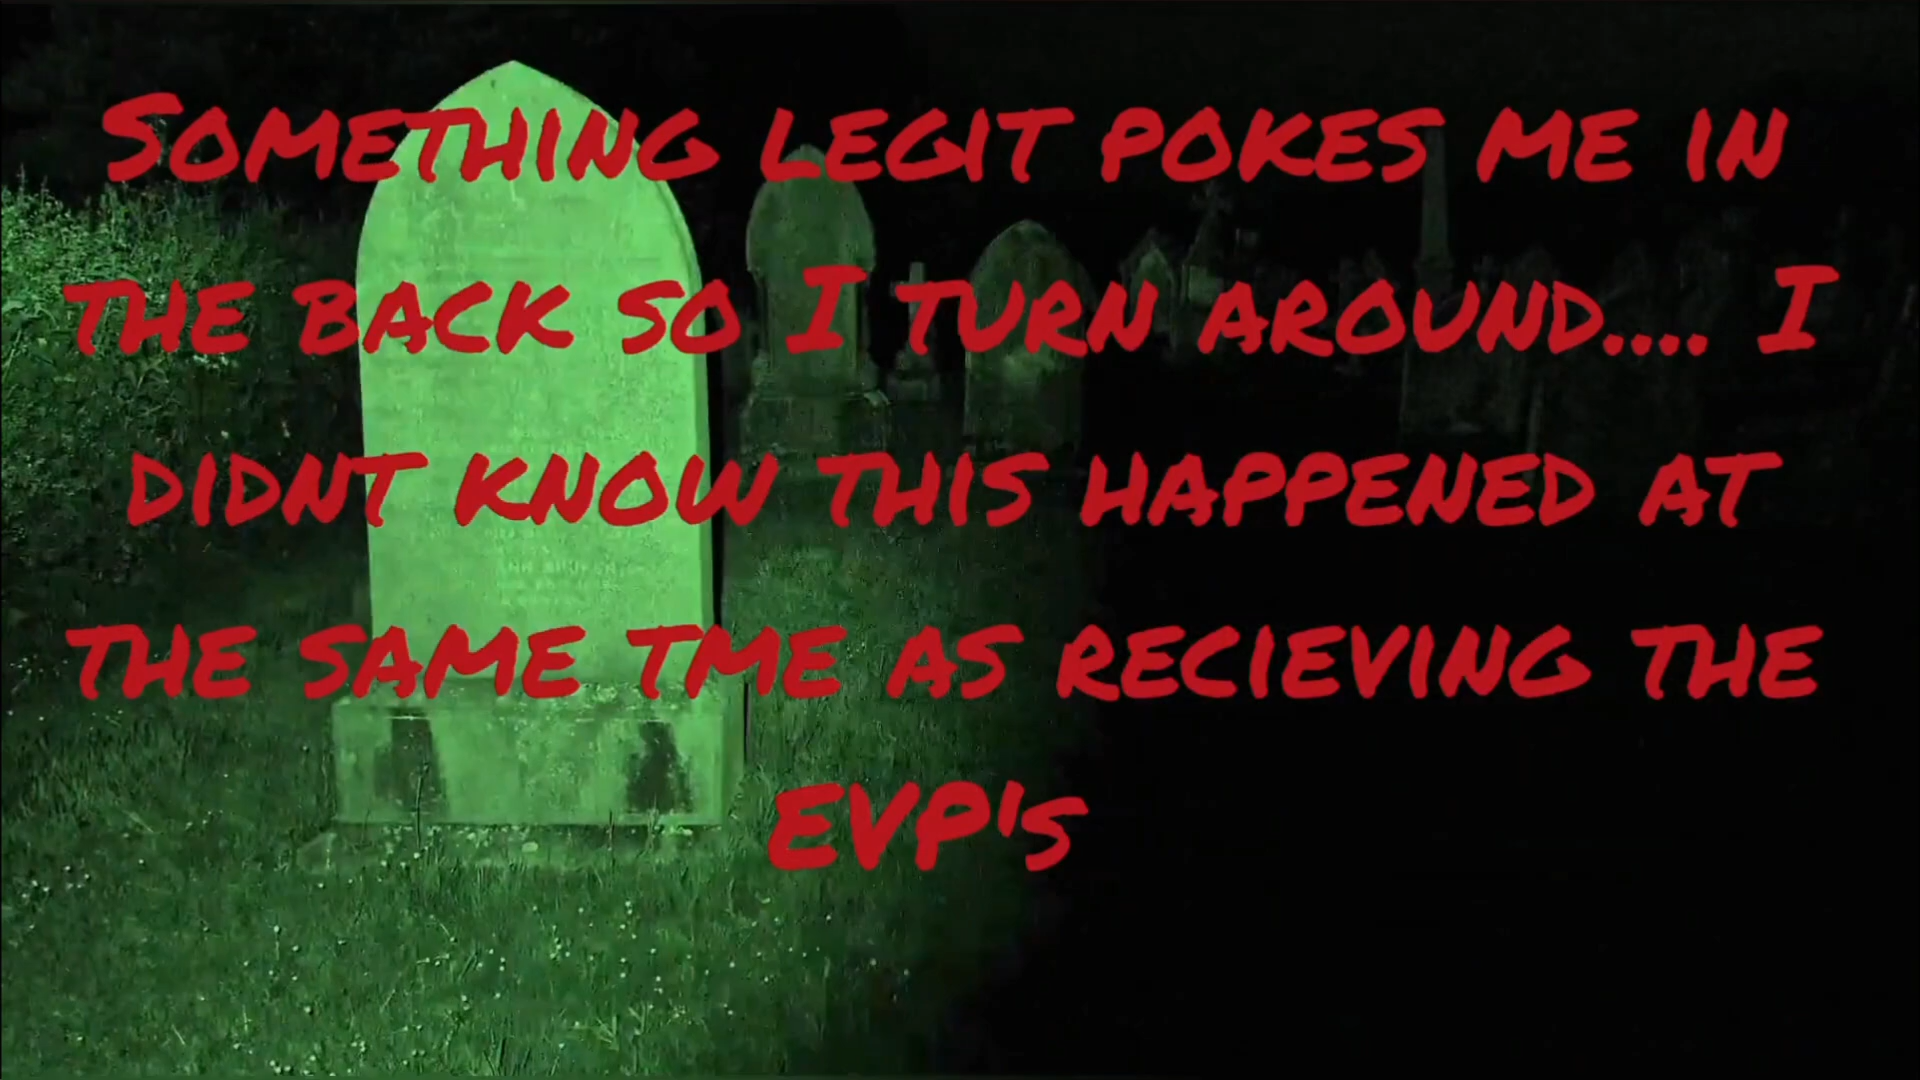 Something legit pokes me in
the back so I turn around.... I
didnt know this happened at
the same tme as recieving the
EVP's